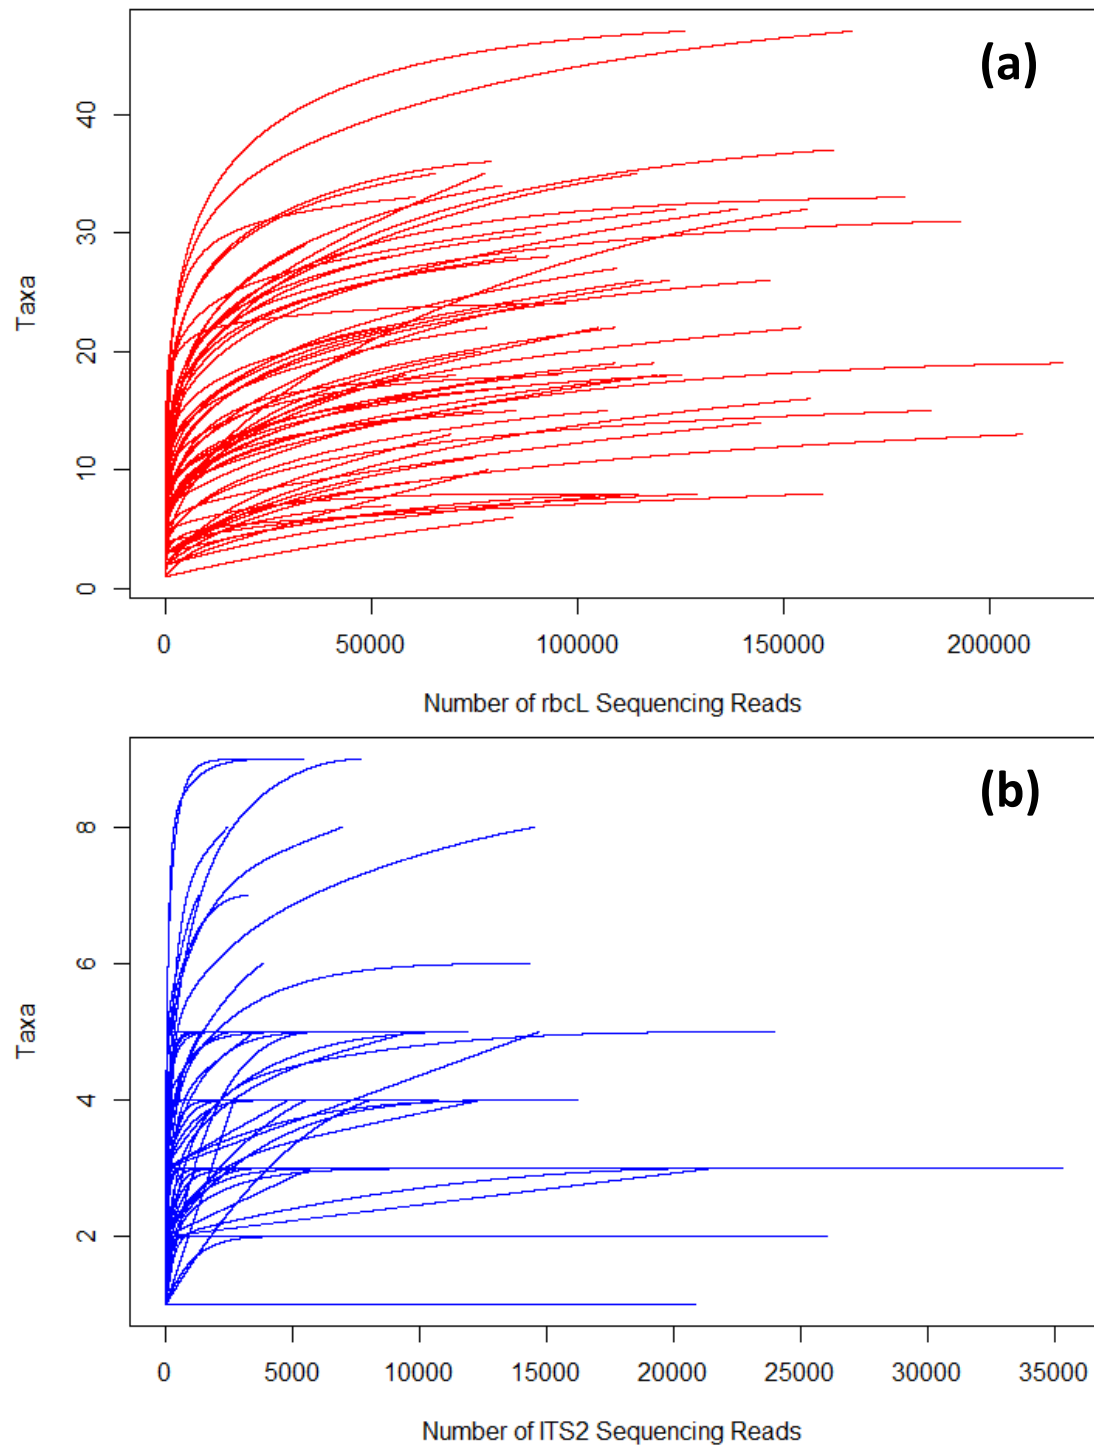 (a)
Taxa
40
30
20
10
0
0 50000 100000 150000 200000
Number of rbcL Sequencing Reads
(b)
Taxa
8
6
4
2
0 5000 10000 15000 20000 25000 30000 35000
Number of ITS2 Sequencing Reads